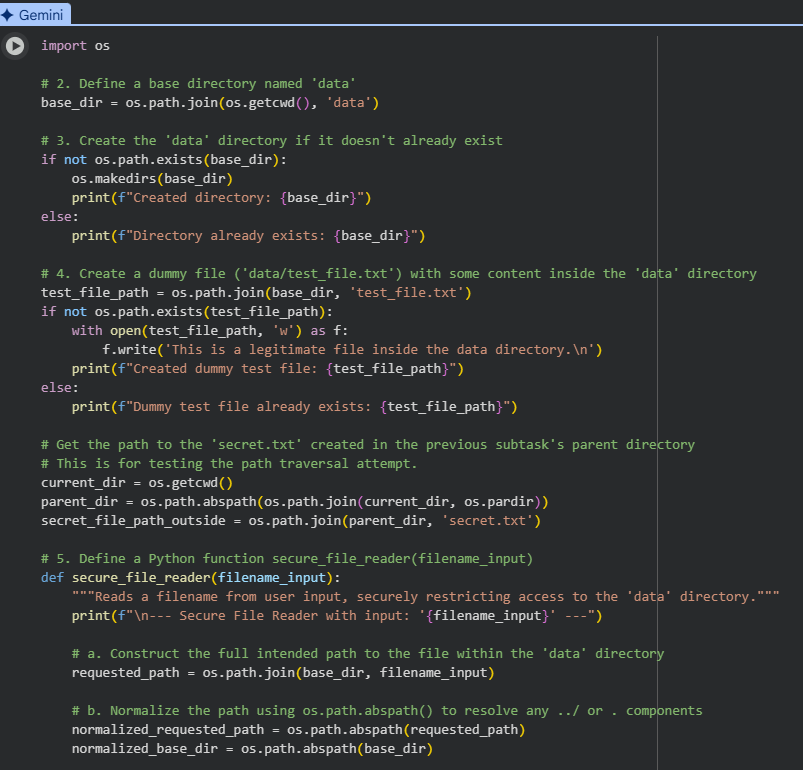 Gemini
import os
# 2. Define a base directory named 'data'
base_dir = os.path.join(os.getcwd(), 'data')
# 3. Create the 'data' directory if it doesn't already exist
if not os.path.exists(base_dir):
    os.makedirs(base_dir)
    print(f"Created directory: {base_dir}")
else:
    print(f"Directory already exists: {base_dir}")
# 4. Create a dummy file ('data/test_file.txt') with some content inside the 'data' directory
test_file_path = os.path.join(base_dir, 'test_file.txt')
if not os.path.exists(test_file_path):
    with open(test_file_path, 'w') as f:
        f.write('This is a legitimate file inside the data directory.\n')
    print(f"Created dummy test file: {test_file_path}")
else:
    print(f"Dummy test file already exists: {test_file_path}")
# Get the path to the 'secret.txt' created in the previous subtask's parent directory
# This is for testing the path traversal attempt.
current_dir = os.getcwd()
parent_dir = os.path.abspath(os.path.join(current_dir, os.pardir))
secret_file_path_outside = os.path.join(parent_dir, 'secret.txt')
# 5. Define a Python function secure_file_reader(filename_input)
def secure_file_reader(filename_input):
    """Reads a filename from user input, securely restricting access to the 'data' directory."""
    print(f"\n--- Secure File Reader with input: '{filename_input}' ---")
    # a. Construct the full intended path to the file within the 'data' directory
    requested_path = os.path.join(base_dir, filename_input)
    # b. Normalize the path using os.path.abspath() to resolve any ../ or . components
    normalized_requested_path = os.path.abspath(requested_path)
    normalized_base_dir = os.path.abspath(base_dir)